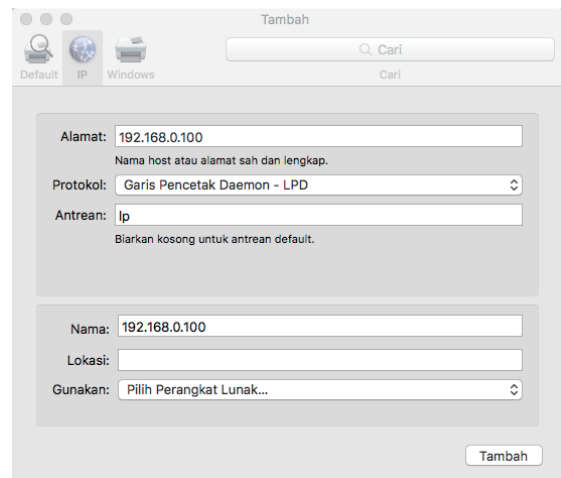 Tambah
Cari
Default IP Windows Cari
Alamat: 192.168.0.100
Nama host atau alamat sah dan lengkap.
Protokol: Garis Pencetak Daemon - LPD
Antrean: lp
Biarkan kosong untuk antrean default.
Nama: 192.168.0.100
Lokasi:
Gunakan: Pilih Perangkat Lunak...
Tambah